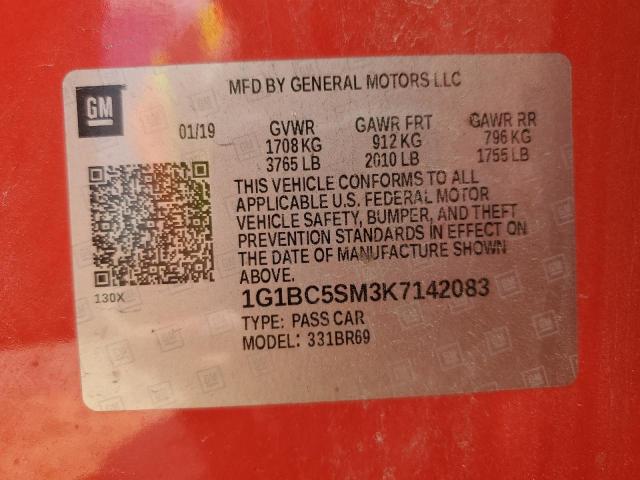 GM
MFD BY GENERAL MOTORS LLC
01/19
GVWR
1708 KG
3765 LB
GAWR FRT
912 KG
2010 LB
GAWR RR
796 KG
1755 LB
THIS VEHICLE CONFORMS TO ALL
APPLICABLE U.S. FEDERAL MOTOR
VEHICLE SAFETY, BUMPER, AND THEFT
PREVENTION STANDARDS IN EFFECT ON
THE DATE OF MANUFACTURE SHOWN
ABOVE.
130X
1G1BC5SM3K7142083
TYPE: PASS CAR
MODEL: 331BR69